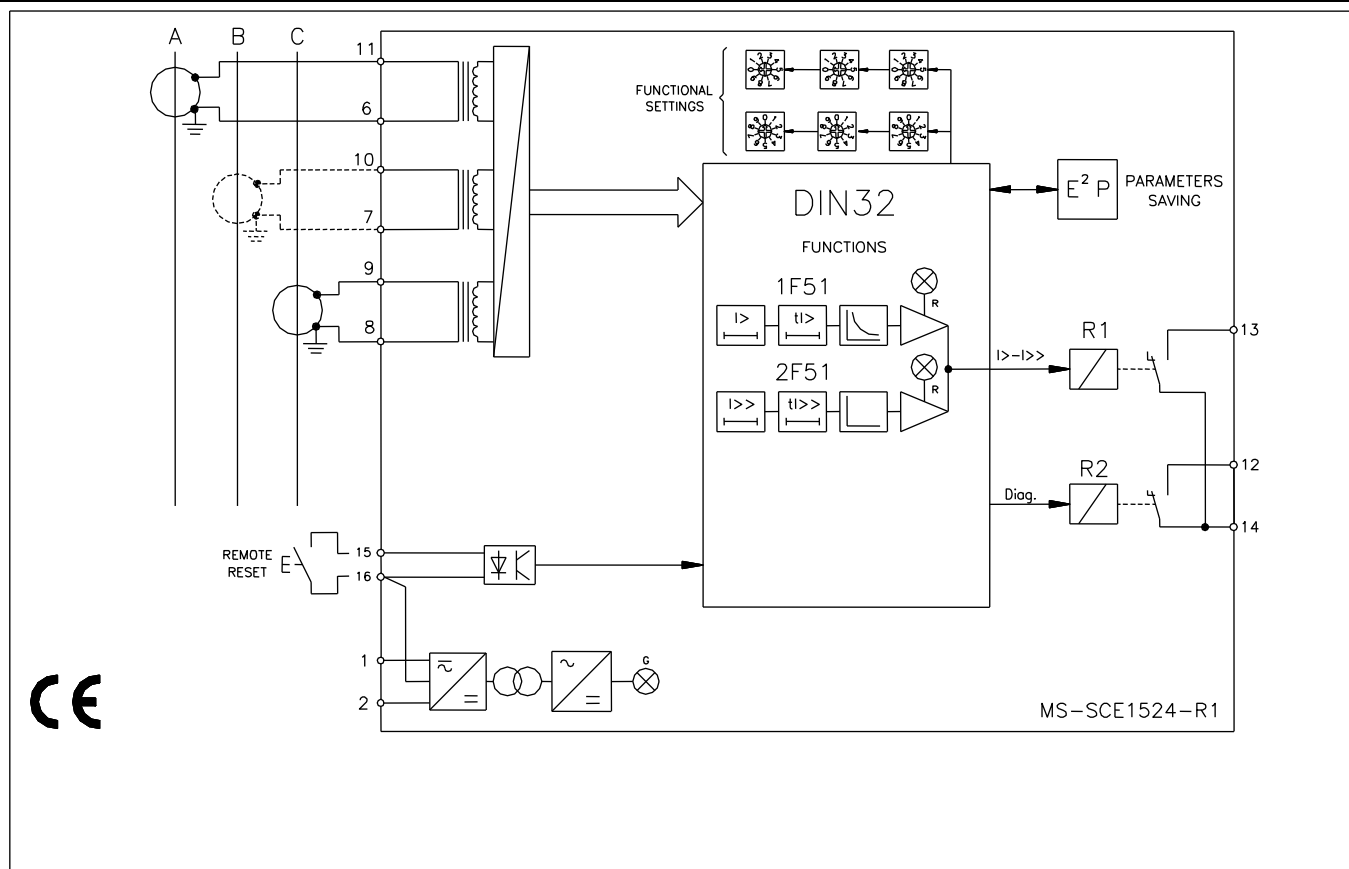 A B C
11
6
10
7
9
8
FUNCTIONAL
SETTINGS
DIN32
FUNCTIONS
E² P
PARAMETERS
SAVING
1F51
I> tI>
R
2F51
I>> tI>>
R
I>-I>>
R1
13
R2
12
Diag.
14
REMOTE
RESET
E
15
16
1
2
G
CE
MS-SCE1524-R1